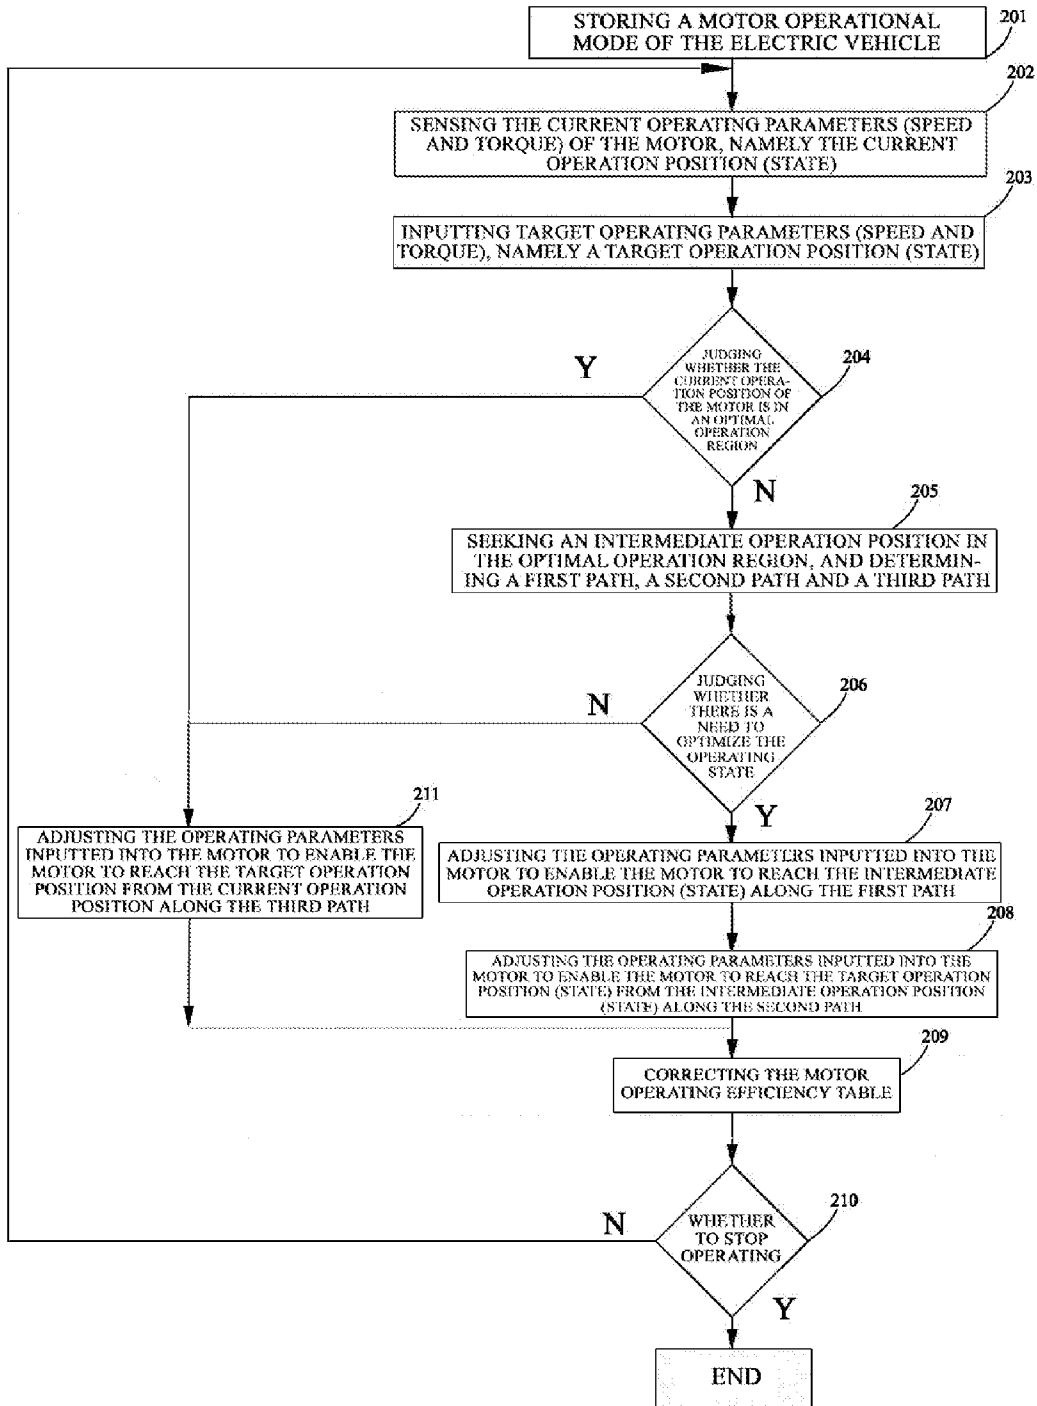 STORING A MOTOR OPERATIONAL
MODE OF THE ELECTRIC VEHICLE
201
202
SENSING THE CURRENT OPERATING PARAMETERS (SPEED
AND TORQUE) OF THE MOTOR, NAMELY THE CURRENT
OPERATION POSITION (STATE)
203
INPUTTING TARGET OPERATING PARAMETERS (SPEED AND
TORQUE), NAMELY A TARGET OPERATION POSITION (STATE)
JUDGING
WHETHER THE
CURRENT OPERA-
TION POSITION OF
THE MOTOR IS IN
AN OPTIMAL
OPERATION
REGION
204
Y
N
205
SEEKING AN INTERMEDIATE OPERATION POSITION IN
THE OPTIMAL OPERATION REGION, AND DETERMIN-
ING A FIRST PATH, A SECOND PATH AND A THIRD PATH
JUDGING
WHETHER
THERE IS A
NEED TO
OPTIMIZE THE
OPERATING
STATE
206
N
Y
211
ADJUSTING THE OPERATING PARAMETERS
INPUTTED INTO THE MOTOR TO ENABLE THE
MOTOR TO REACH THE TARGET OPERATION
POSITION FROM THE CURRENT OPERATION
POSITION ALONG THE THIRD PATH
207
ADJUSTING THE OPERATING PARAMETERS INPUTTED INTO THE
MOTOR TO ENABLE THE MOTOR TO REACH THE INTERMEDIATE
OPERATION POSITION (STATE) ALONG THE FIRST PATH
208
ADJUSTING THE OPERATING PARAMETERS INPUTTED INTO THE
MOTOR TO ENABLE THE MOTOR TO REACH THE TARGET OPERATION
POSITION (STATE) FROM THE INTERMEDIATE OPERATION POSITION
(STATE) ALONG THE SECOND PATH
209
CORRECTING THE MOTOR
OPERATING EFFICIENCY TABLE
WHETHER
TO STOP
OPERATING
210
N
Y
END